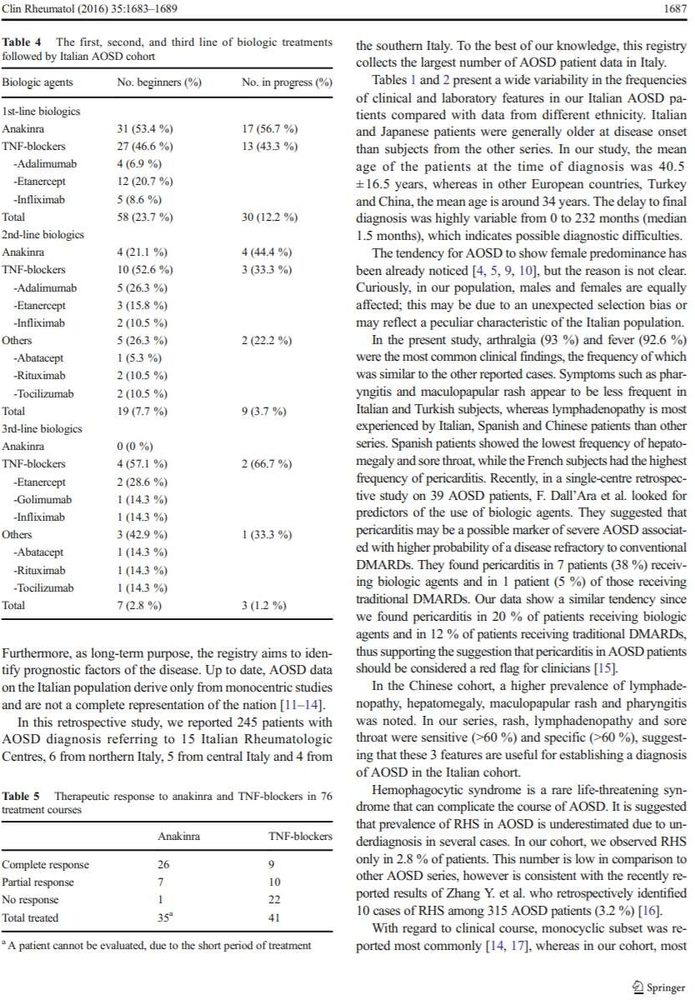 Clin Rheumatol (2016) 35:1683–1689
1687
Table 4 The first, second, and third line of biologic treatments
followed by Italian AOSD cohort
Biologic agents No. beginners (%) No. in progress (%)
1st-line biologics
Anakinra 31 (53.4 %) 17 (56.7 %)
TNF-blockers 27 (46.6 %) 13 (43.3 %)
-Adalimumab 4 (6.9 %)
-Etanercept 12 (20.7 %)
-Infliximab 5 (8.6 %)
Total 58 (23.7 %) 30 (12.2 %)
2nd-line biologics
Anakinra 4 (21.1 %) 4 (44.4 %)
TNF-blockers 10 (52.6 %) 3 (33.3 %)
-Adalimumab 5 (26.3 %)
-Etanercept 3 (15.8 %)
-Infliximab 2 (10.5 %)
Others 5 (26.3 %) 2 (22.2 %)
-Abatacept 1 (5.3 %)
-Rituximab 2 (10.5 %)
-Tocilizumab 2 (10.5 %)
Total 19 (7.7 %) 9 (3.7 %)
3rd-line biologics
Anakinra 0 (0 %)
TNF-blockers 4 (57.1 %) 2 (66.7 %)
-Etanercept 2 (28.6 %)
-Golimumab 1 (14.3 %)
-Infliximab 1 (14.3 %)
Others 3 (42.9 %) 1 (33.3 %)
-Abatacept 1 (14.3 %)
-Rituximab 1 (14.3 %)
-Tocilizumab 1 (14.3 %)
Total 7 (2.8 %) 3 (1.2 %)
Furthermore, as long-term purpose, the registry aims to iden-
tify prognostic factors of the disease. Up to date, AOSD data
on the Italian population derive only from monocentric studies
and are not a complete representation of the nation [11–14].
In this retrospective study, we reported 245 patients with
AOSD diagnosis referring to 15 Italian Rheumatologic
Centres, 6 from northern Italy, 5 from central Italy and 4 from
Table 5 Therapeutic response to anakinra and TNF-blockers in 76
treatment courses
Anakinra TNF-blockers
Complete response 26 9
Partial response 7 10
No response 1 22
Total treated 35ª 41
ª A patient cannot be evaluated, due to the short period of treatment
the southern Italy. To the best of our knowledge, this registry
collects the largest number of AOSD patient data in Italy.
Tables 1 and 2 present a wide variability in the frequencies
of clinical and laboratory features in our Italian AOSD pa-
tients compared with data from different ethnicity. Italian
and Japanese patients were generally older at disease onset
than subjects from the other series. In our study, the mean
age of the patients at the time of diagnosis was 40.5
±16.5 years, whereas in other European countries, Turkey
and China, the mean age is around 34 years. The delay to final
diagnosis was highly variable from 0 to 232 months (median
1.5 months), which indicates possible diagnostic difficulties.
The tendency for AOSD to show female predominance has
been already noticed [4, 5, 9, 10], but the reason is not clear.
Curiously, in our population, males and females are equally
affected; this may be due to an unexpected selection bias or
may reflect a peculiar characteristic of the Italian population.
In the present study, arthralgia (93 %) and fever (92.6 %)
were the most common clinical findings, the frequency of which
was similar to the other reported cases. Symptoms such as phar-
yngitis and maculopapular rash appear to be less frequent in
Italian and Turkish subjects, whereas lymphadenopathy is most
experienced by Italian, Spanish and Chinese patients than other
series. Spanish patients showed the lowest frequency of hepato-
megaly and sore throat, while the French subjects had the highest
frequency of pericarditis. Recently, in a single-centre retrospec-
tive study on 39 AOSD patients, F. Dall'Ara et al. looked for
predictors of the use of biologic agents. They suggested that
pericarditis may be a possible marker of severe AOSD associat-
ed with higher probability of a disease refractory to conventional
DMARDs. They found pericarditis in 7 patients (38 %) receiv-
ing biologic agents and in 1 patient (5 %) of those receiving
traditional DMARDs. Our data show a similar tendency since
we found pericarditis in 20 % of patients receiving biologic
agents and in 12 % of patients receiving traditional DMARDs,
thus supporting the suggestion that pericarditis in AOSD patients
should be considered a red flag for clinicians [15].
In the Chinese cohort, a higher prevalence of lymphade-
nopathy, hepatomegaly, maculopapular rash and pharyngitis
was noted. In our series, rash, lymphadenopathy and sore
throat were sensitive (>60 %) and specific (>60 %), suggest-
ing that these 3 features are useful for establishing a diagnosis
of AOSD in the Italian cohort.
Hemophagocytic syndrome is a rare life-threatening syn-
drome that can complicate the course of AOSD. It is suggested
that prevalence of RHS in AOSD is underestimated due to un-
derdiagnosis in several cases. In our cohort, we observed RHS
only in 2.8 % of patients. This number is low in comparison to
other AOSD series, however is consistent with the recently re-
ported results of Zhang Y. et al. who retrospectively identified
10 cases of RHS among 315 AOSD patients (3.2 %) [16].
With regard to clinical course, monocyclic subset was re-
ported most commonly [14, 17], whereas in our cohort, most
Springer